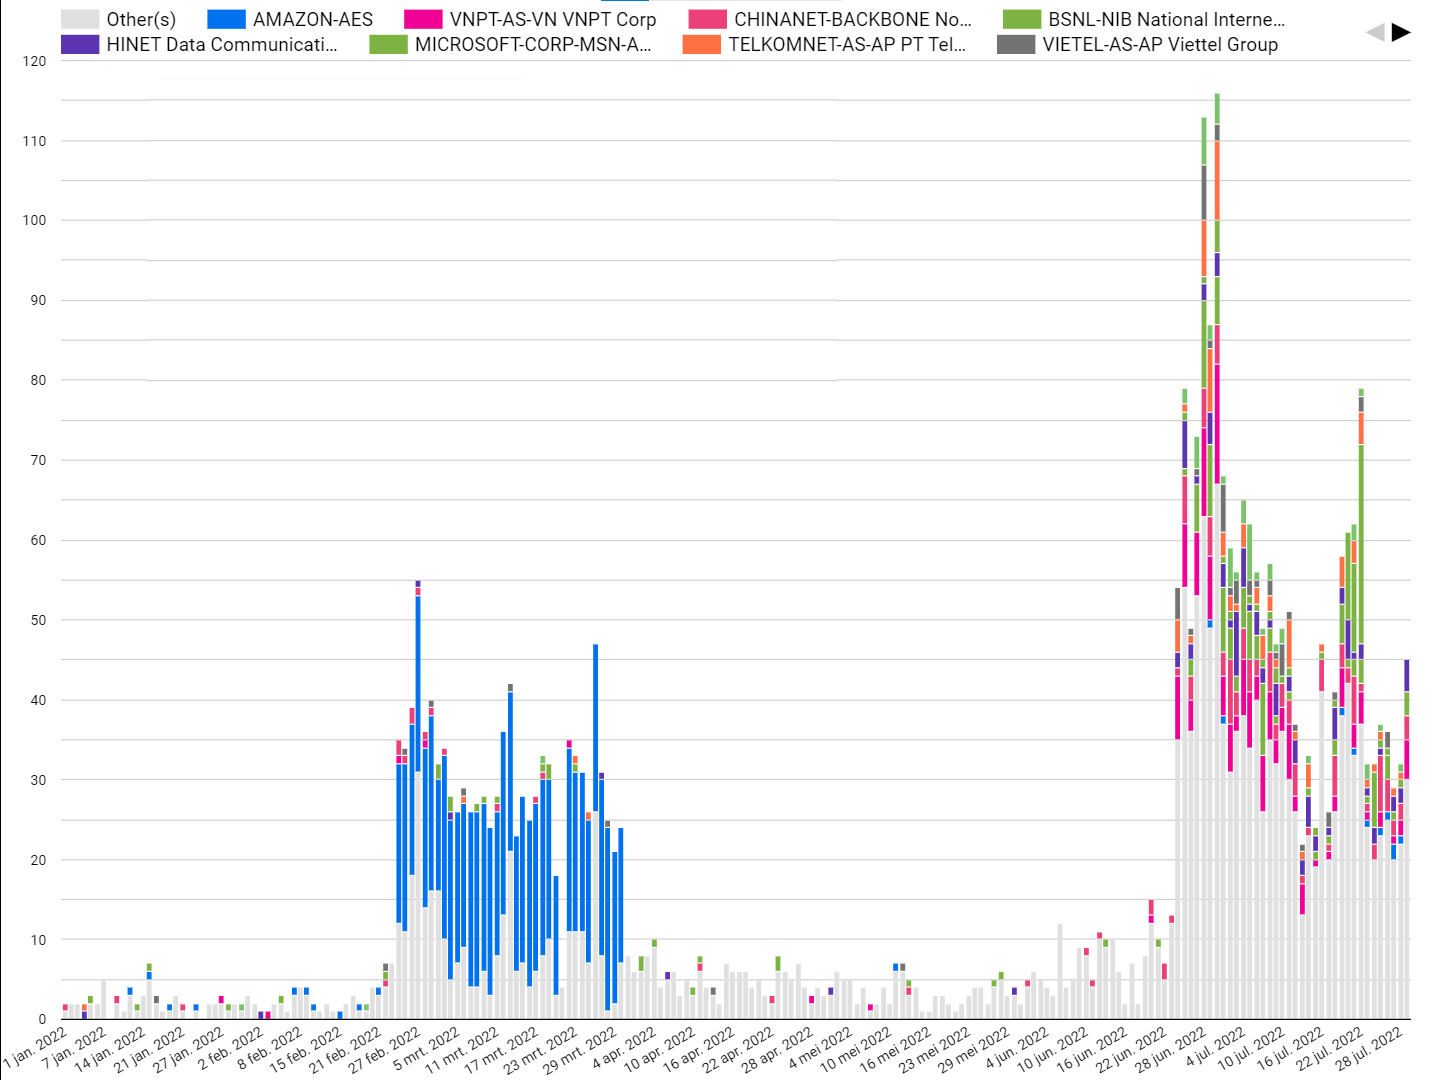 Other(s) AMAZON-AES VNPT-AS-VN VNPT Corp CHINANET-BACKBONE No... BSNL-NIB National Interne...
HINET Data Communicati... MICROSOFT-CORP-MSN-A... TELKOMNET-AS-AP PT Tel... VIETEL-AS-AP Viettel Group
120
110
100
90
80
70
60
50
40
30
20
10
0
1 jan. 2022
7 jan. 2022
14 jan. 2022
21 jan. 2022
27 jan. 2022
2 feb. 2022
8 feb. 2022
15 feb. 2022
21 feb. 2022
27 feb. 2022
5 mrt. 2022
11 mrt. 2022
17 mrt. 2022
23 mrt. 2022
29 mrt. 2022
4 apr. 2022
10 apr. 2022
16 apr. 2022
22 apr. 2022
28 apr. 2022
4 mei 2022
10 mei 2022
16 mei 2022
23 mei 2022
29 mei 2022
4 jun. 2022
10 jun. 2022
16 jun. 2022
22 jun. 2022
28 jun. 2022
4 jul. 2022
10 jul. 2022
16 jul. 2022
22 jul. 2022
28 jul. 2022